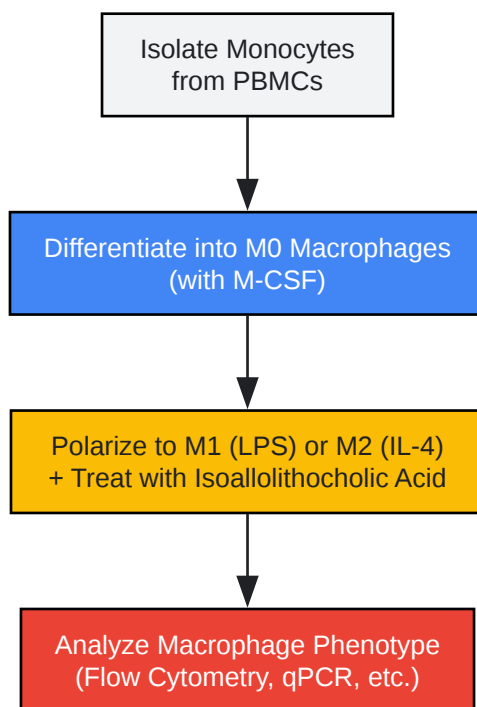 Isolate Monocytes
from PBMCs
Differentiate into M0 Macrophages
(with M-CSF)
Polarize to M1 (LPS) or M2 (IL-4)
+ Treat with Isoallolithocholic Acid
Analyze Macrophage Phenotype
(Flow Cytometry, qPCR, etc.)